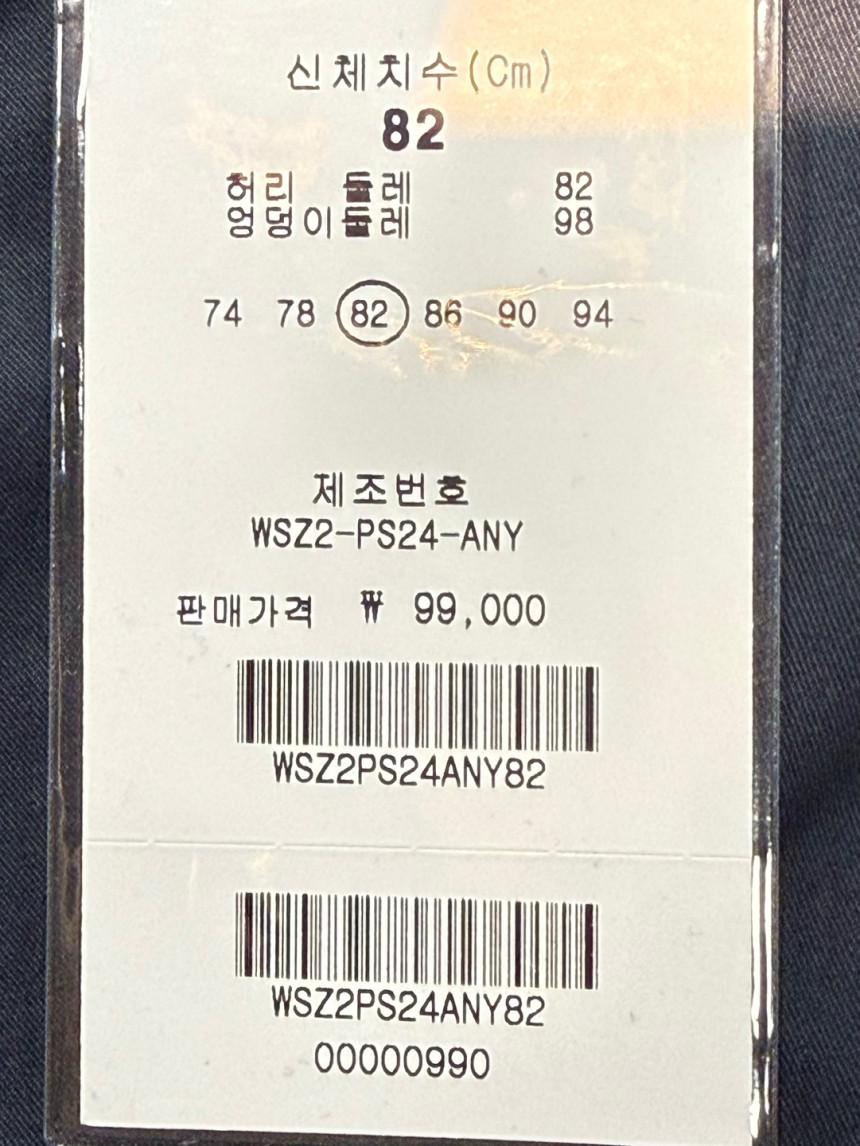 신체치수(Cm)
82
허리 둘레 82
엉덩이둘레 98
74 78 82 86 90 94
제조번호
WSZ2-PS24-ANY
판매가격 ₩ 99,000
WSZ2PS24ANY82
WSZ2PS24ANY82
00000990